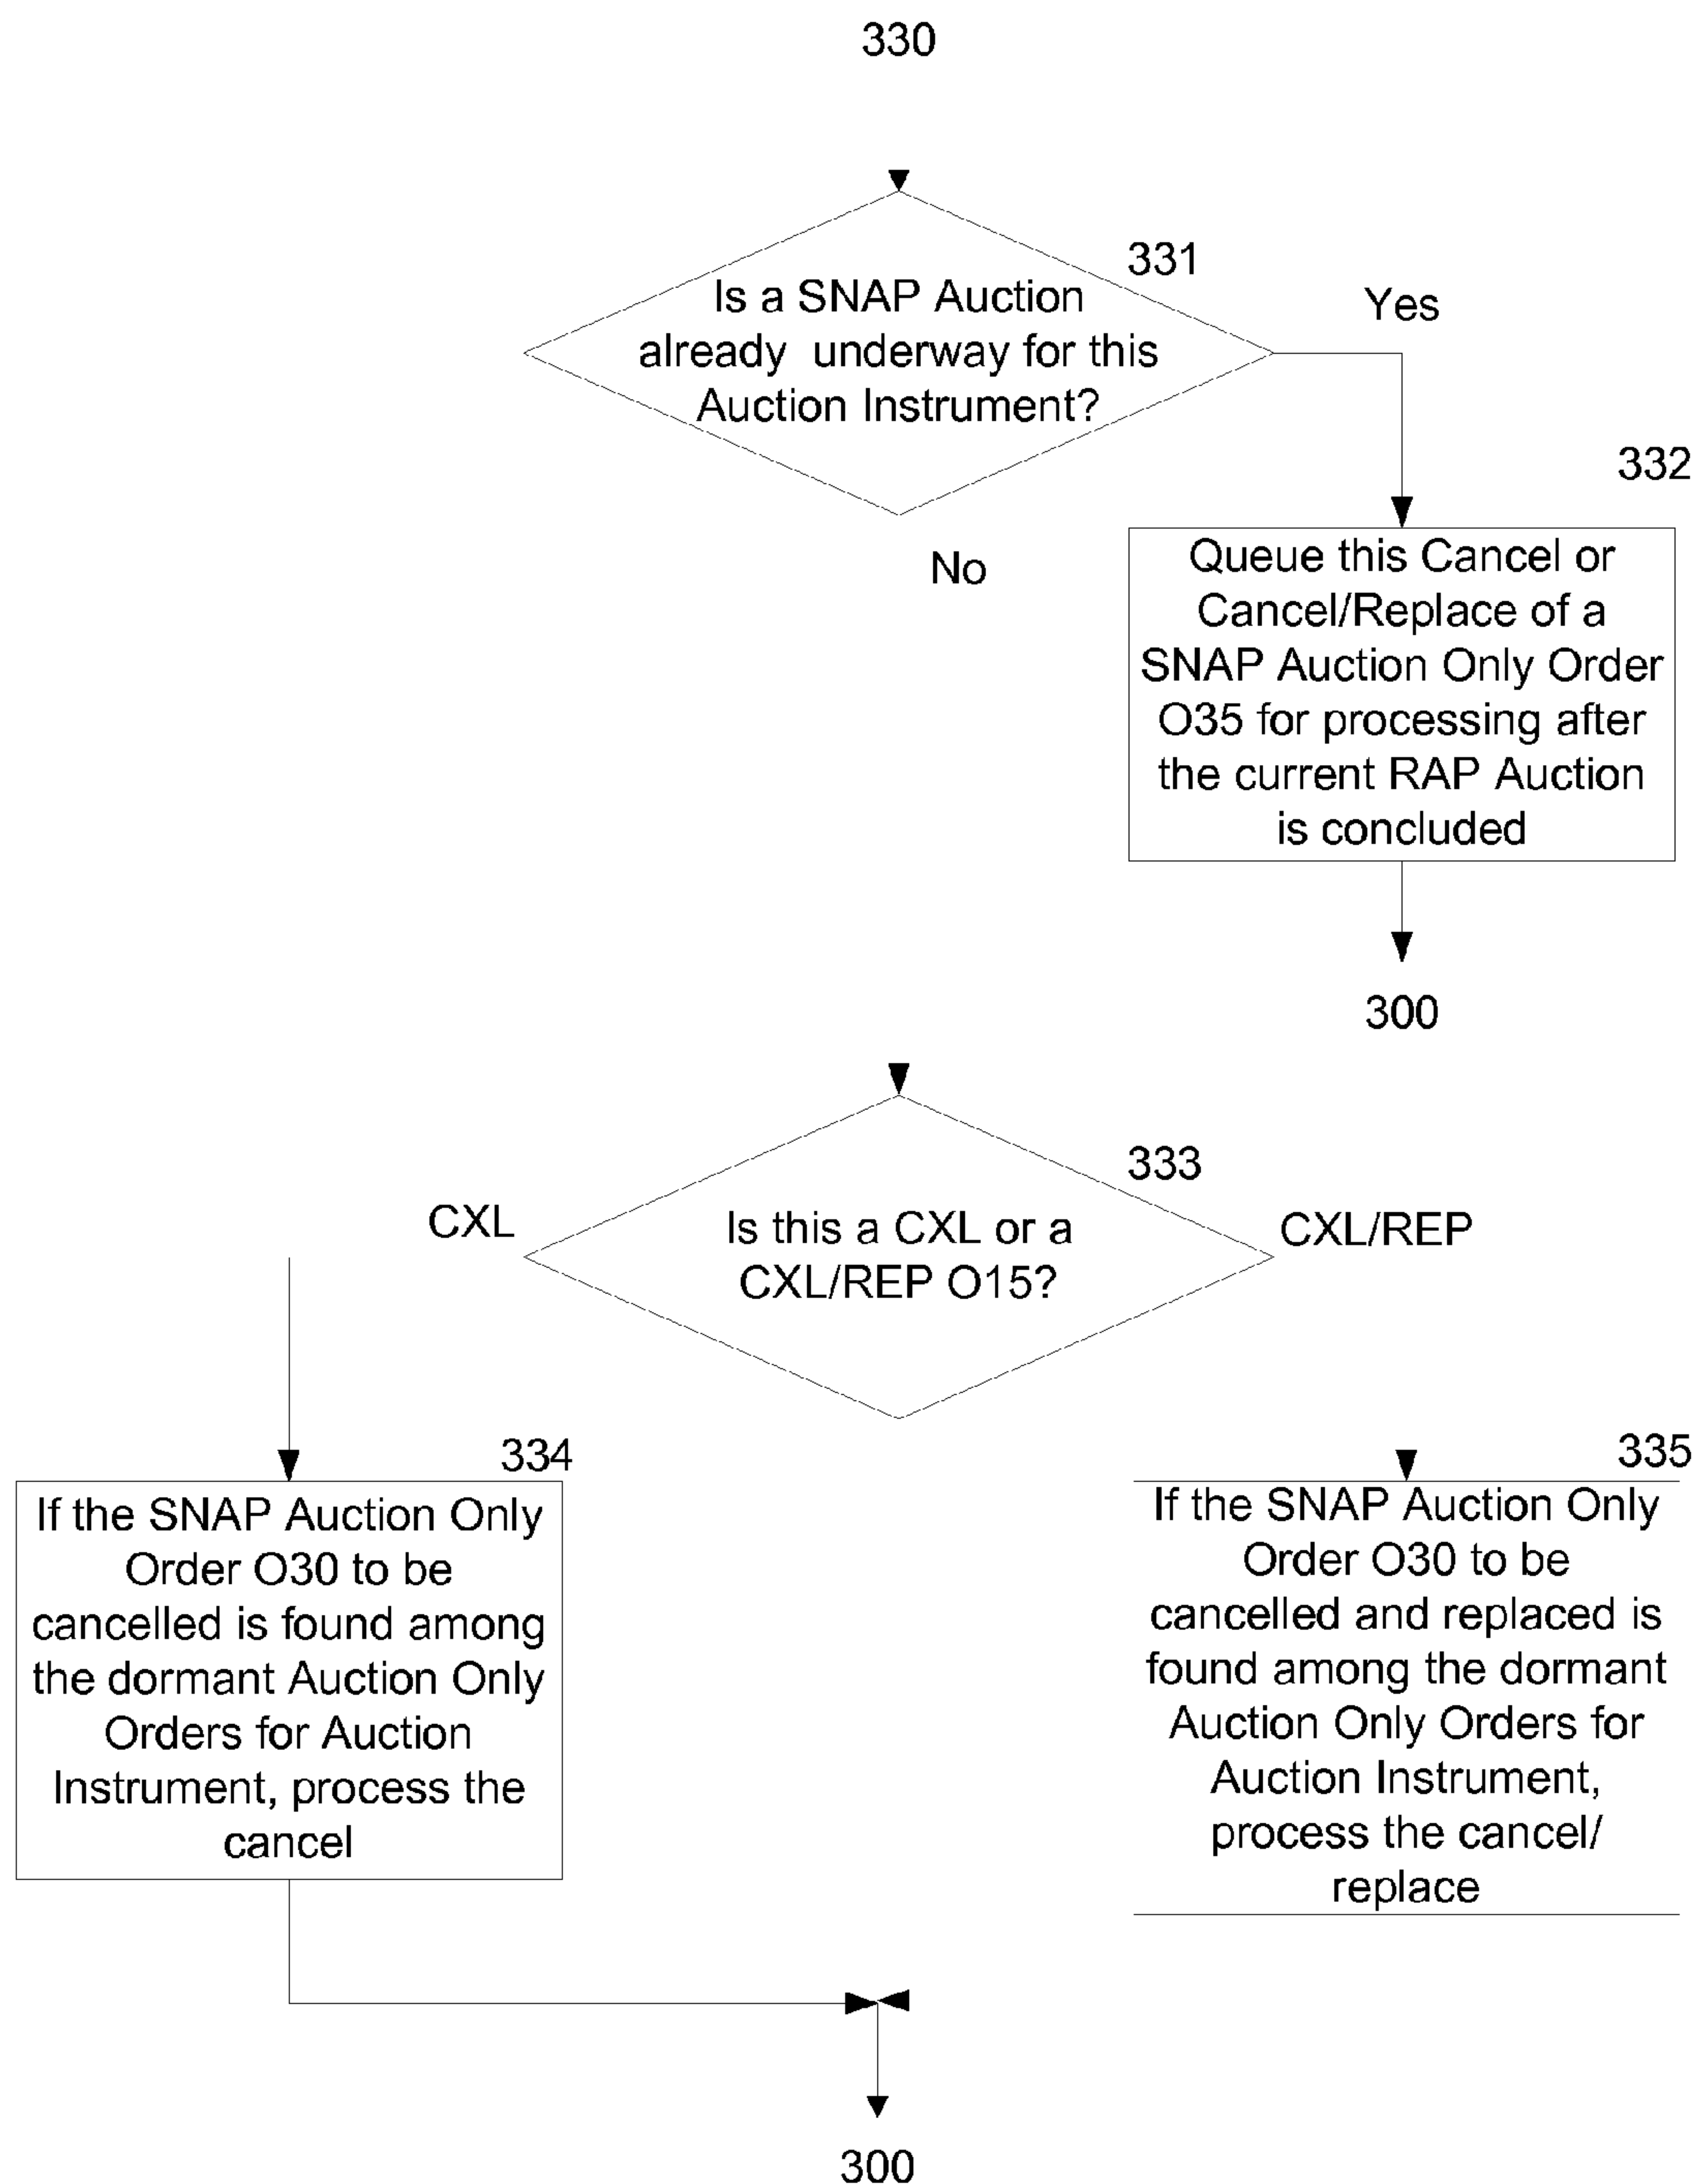 330
331
Is a SNAP Auction
already underway for this
Auction Instrument?
Yes
No
332
Queue this Cancel or
Cancel/Replace of a
SNAP Auction Only Order
O35 for processing after
the current RAP Auction
is concluded
300
333
CXL
Is this a CXL or a
CXL/REP O15?
CXL/REP
334
If the SNAP Auction Only
Order O30 to be
cancelled is found among
the dormant Auction Only
Orders for Auction
Instrument, process the
cancel
335
If the SNAP Auction Only
Order O30 to be
cancelled and replaced is
found among the dormant
Auction Only Orders for
Auction Instrument,
process the cancel/
replace
300